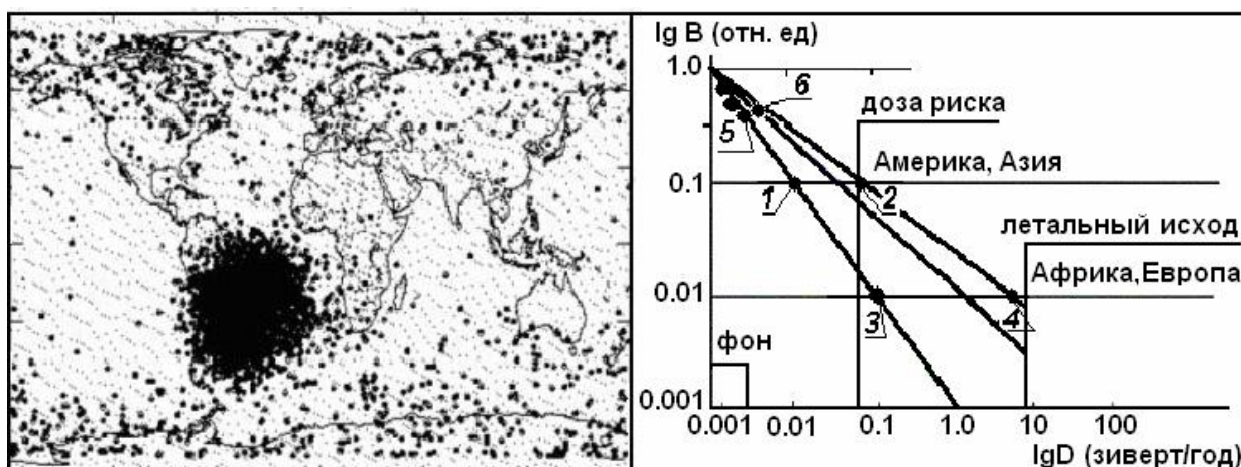 lg B (отн. ед)
1.0
6
доза риска
5
Америка, Азия
0.1
1
2
летальный исход
Африка,Европа
0.01
3
4
фон
0.001
0.001 0.01 0.1 1.0 10 100
lgD (зиверт/год)